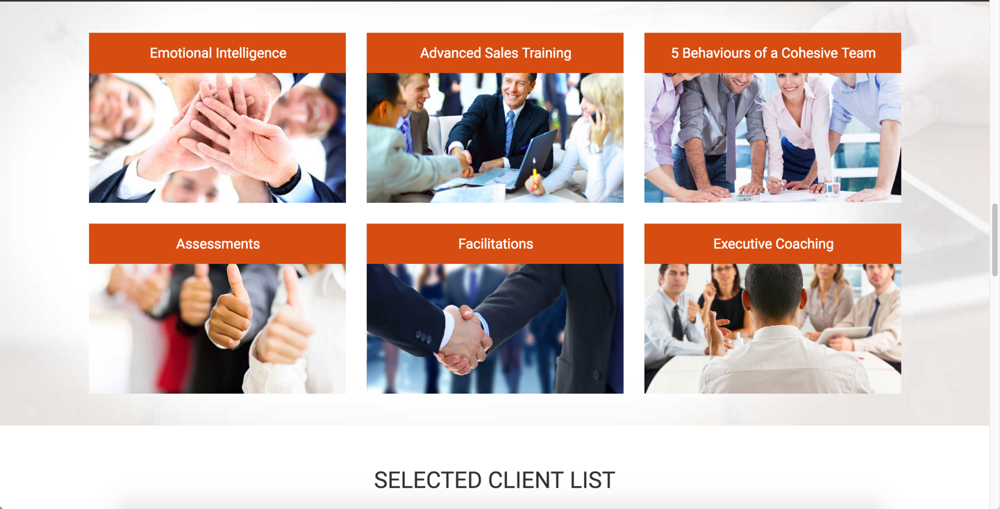 Emotional Intelligence
Advanced Sales Training
5 Behaviours of a Cohesive Team
Assessments
Facilitations
Executive Coaching
SELECTED CLIENT LIST